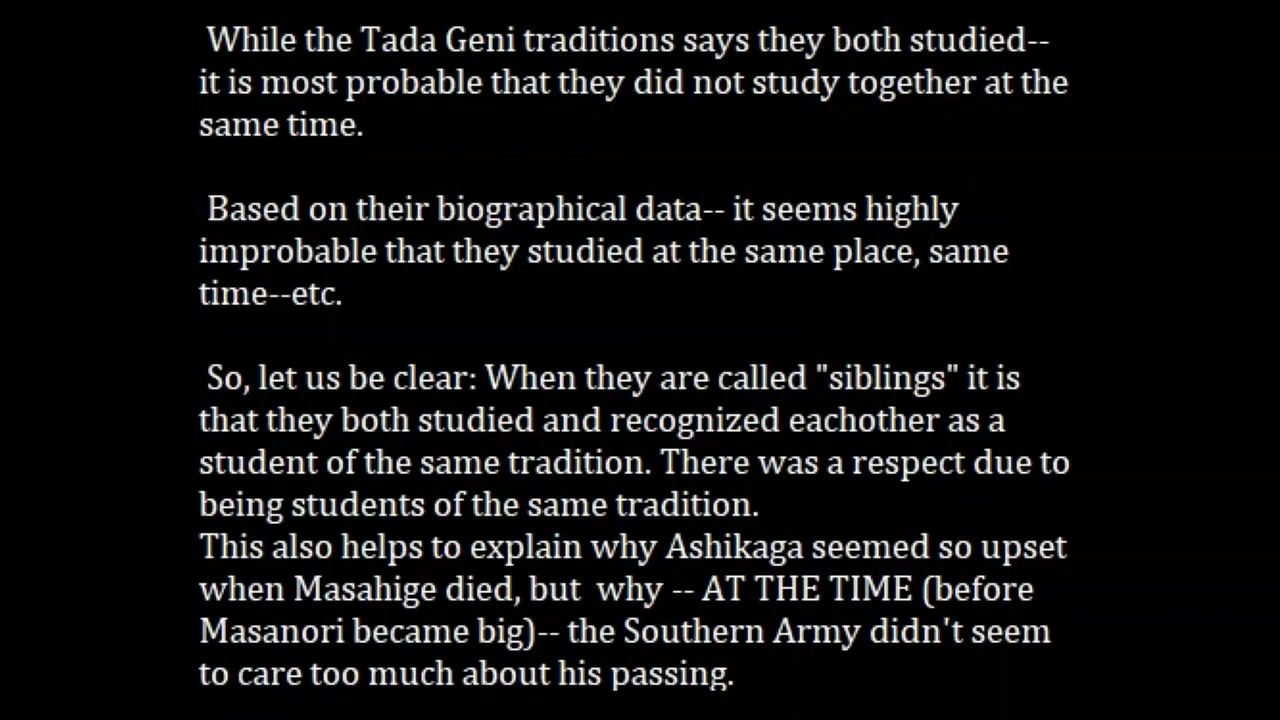 While the Tada Geni traditions says they both studied--
it is most probable that they did not study together at the
same time.
Based on their biographical data-- it seems highly
improbable that they studied at the same place, same
time--etc.
So, let us be clear: When they are called "siblings" it is
that they both studied and recognized eachother as a
student of the same tradition. There was a respect due to
being students of the same tradition.
This also helps to explain why Ashikaga seemed so upset
when Masahige died, but  why -- AT THE TIME (before
Masanori became big)-- the Southern Army didn't seem
to care too much about his passing.